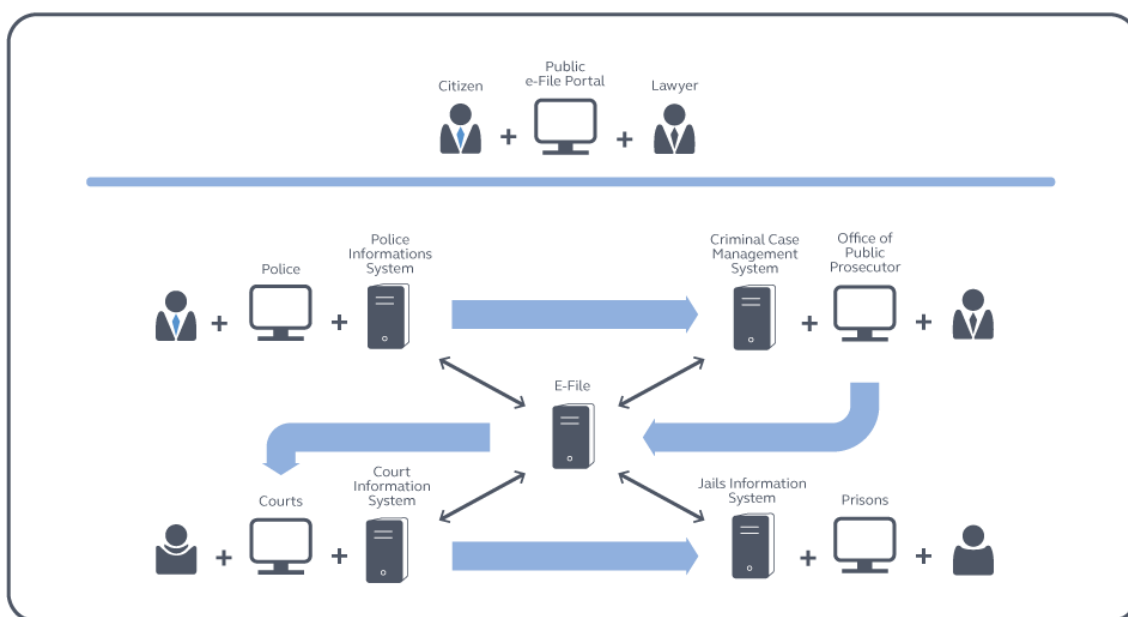 Citizen
Public
e-File Portal
Lawyer
Police
Police
Informations
System
Criminal Case
Management
System
Office of
Public
Prosecutor
E-File
Courts
Court
Information
System
Jails Information
System
Prisons